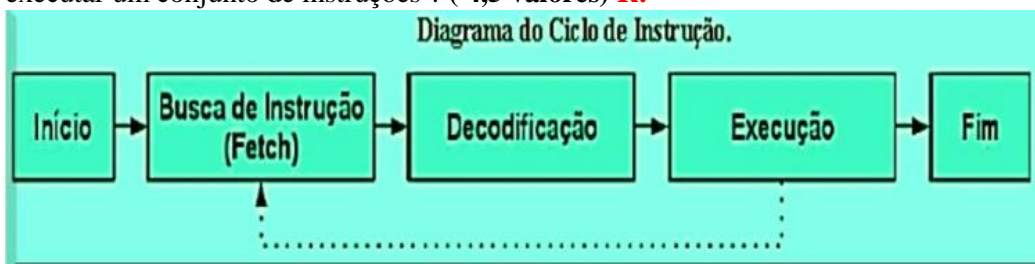 executar um conjunto de instruções ? ( 4,5 valores) R:
Diagrama do Ciclo de Instrução.
Início
Busca de Instrução
(Fetch)
Decodificação
Execução
Fim